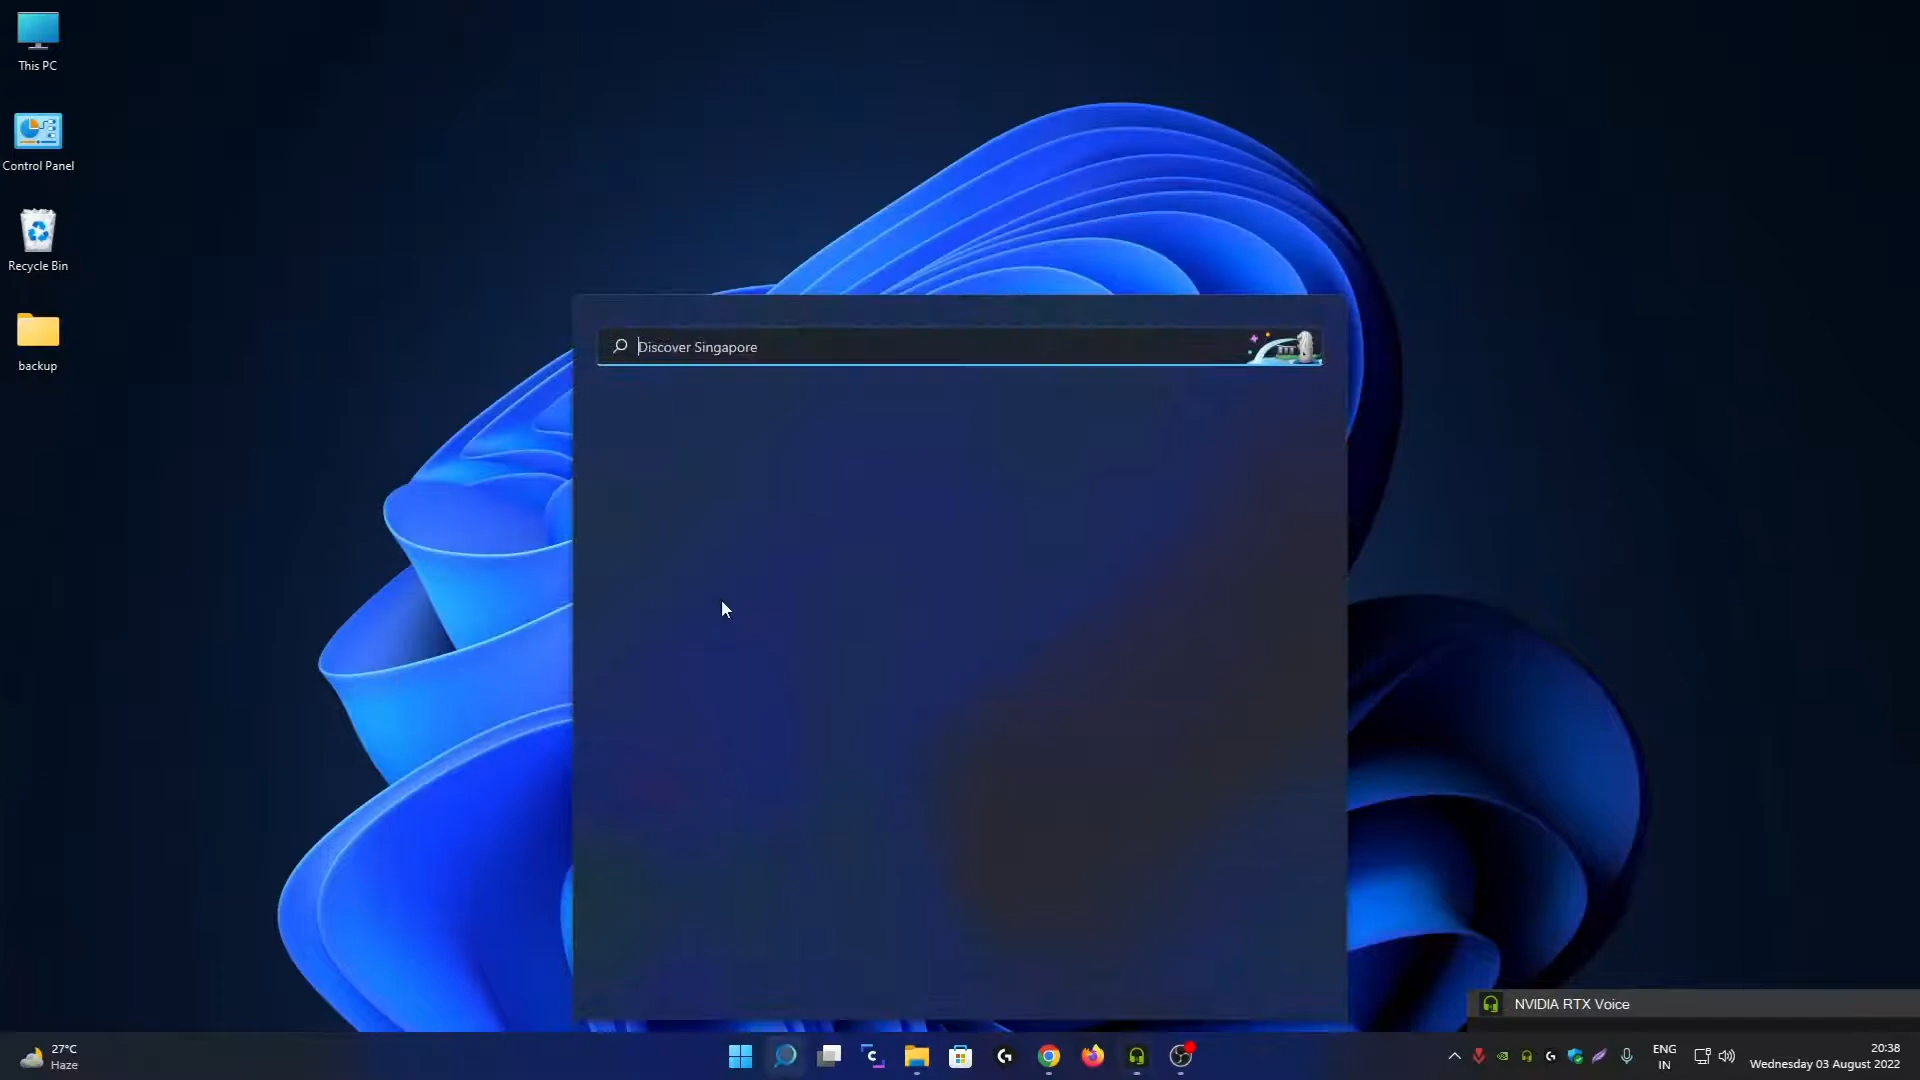 This PC
Control Panel
Recycle Bin
backup
Discover Singapore
NVIDIA RTX Voice
27°C
Haze
ENG
IN
20:38
Wednesday 03 August 2022